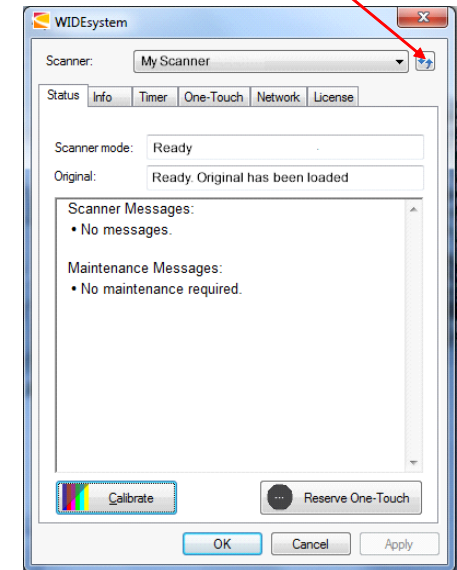 WIDEsystem
Scanner: My Scanner
Status Info Timer One-Touch Network License
Scanner mode: Ready
Original: Ready. Original has been loaded
Scanner Messages:
• No messages.
Maintenance Messages:
• No maintenance required.
Calibrate Reserve One-Touch
OK Cancel Apply